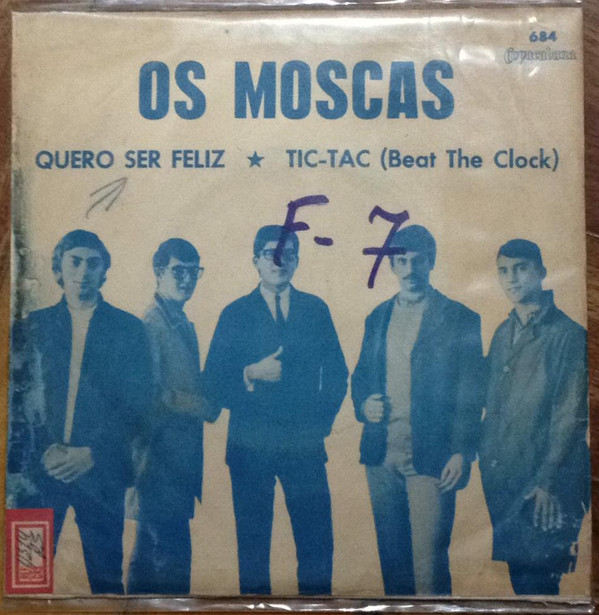 684
Copacabana
OS MOSCAS
QUERO SER FELIZ ★ TIC-TAC (Beat The Clock)
F-7